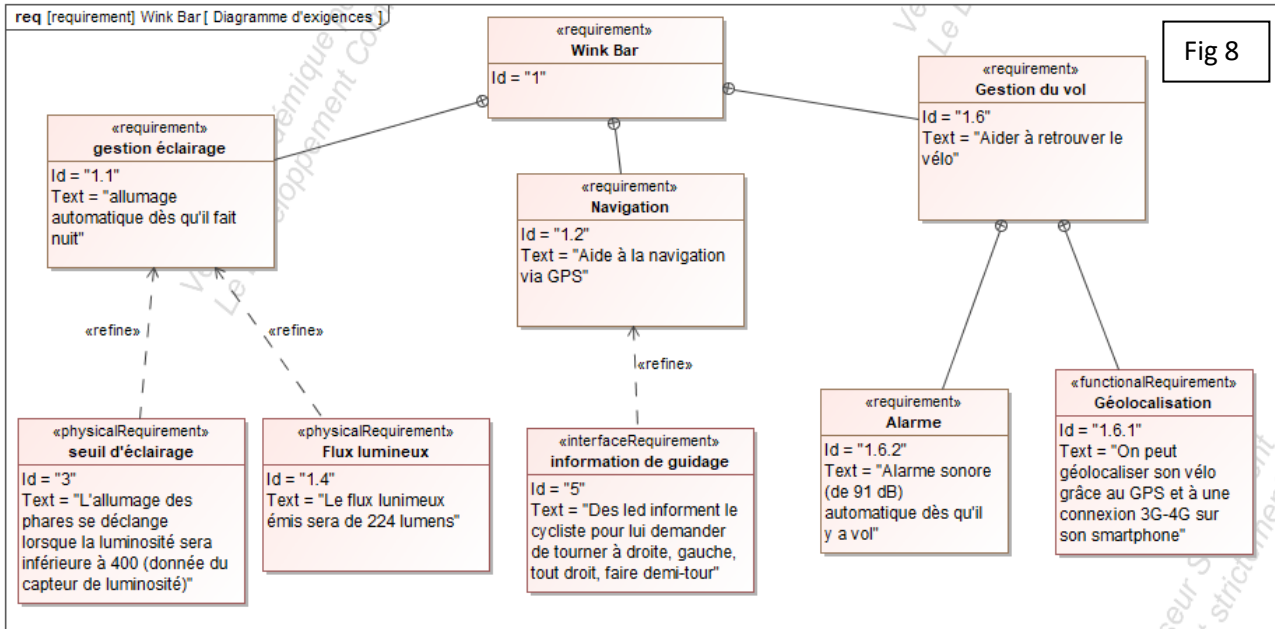 req [requirement] Wink Bar [ Diagramme d'exigences ]
Fig 8
«requirement»
Wink Bar
Id = "1"
«requirement»
gestion éclairage
Id = "1.1"
Text = "allumage
automatique dès qu'il fait
nuit"
«requirement»
Navigation
Id = "1.2"
Text = "Aide à la navigation
via GPS"
«requirement»
Gestion du vol
Id = "1.6"
Text = "Aider à retrouver le
vélo"
«refine»
«refine»
«refine»
«physicalRequirement»
seuil d'éclairage
Id = "3"
Text = "L'allumage des
phares se déclange
lorsque la luminosité sera
inférieure à 400 (donnée du
capteur de luminosité)"
«physicalRequirement»
Flux lumineux
Id = "1.4"
Text = "Le flux lunimeux
émis sera de 224 lumens"
«interfaceRequirement»
information de guidage
Id = "5"
Text = "Des led informent le
cycliste pour lui demander
de tourner à droite, gauche,
tout droit, faire demi-tour"
«requirement»
Alarme
Id = "1.6.2"
Text = "Alarme sonore
(de 91 dB)
automatique dès qu'il
y a vol"
«functionalRequirement»
Géolocalisation
Id = "1.6.1"
Text = "On peut
géolocaliser son vélo
grâce au GPS et à une
connexion 3G-4G sur
son smartphone"